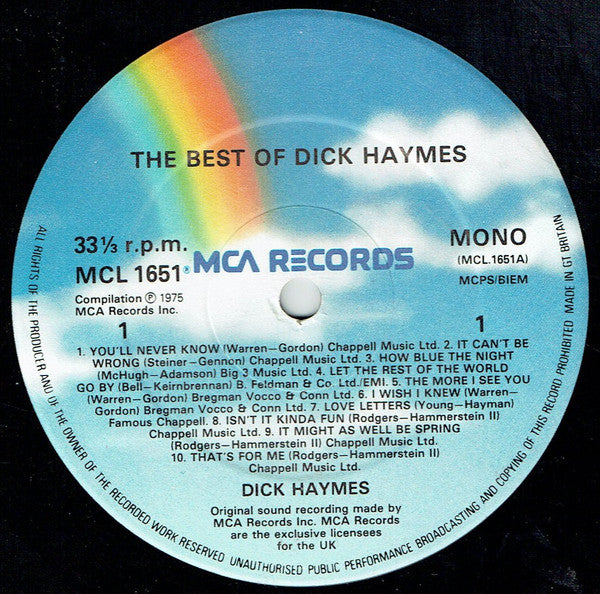 THE BEST OF DICK HAYMES
33⅓ r.p.m.
MCL 1651
MCA RECORDS
MONO
(MCL.1651A)
MCPS/BIEM
Compilation ℗ 1975
MCA Records Inc.
1
1
1. YOU'LL NEVER KNOW (Warren–Gordon) Chappell Music Ltd. 2. IT CAN'T BE
WRONG (Steiner–Gennon) Chappell Music Ltd. 3. HOW BLUE THE NIGHT
(McHugh–Adamson) Big 3 Music Ltd. 4. LET THE REST OF THE WORLD
GO BY (Bell–Keirnbrennan) B. Feldman & Co. Ltd./EMI. 5. THE MORE I SEE YOU
(Warren–Gordon) Bregman Vocco & Conn Ltd. 6. I WISH I KNEW (Warren–
Gordon) Bregman Vocco & Conn Ltd. 7. LOVE LETTERS (Young–Hayman)
Famous Chappell. 8. ISN'T IT KINDA FUN (Rodgers–Hammerstein II)
Chappell Music Ltd. 9. IT MIGHT AS WELL BE SPRING
(Rodgers–Hammerstein II) Chappell Music Ltd.
10. THAT'S FOR ME (Rodgers–Hammerstein II)
Chappell Music Ltd.
DICK HAYMES
Original sound recording made by
MCA Records Inc. MCA Records
are the exclusive licensees
for the UK
ALL RIGHTS OF THE PRODUCER AND OF THE OWNER OF THE RECORDED WORK RESERVED UNAUTHORISED PUBLIC PERFORMANCE BROADCASTING AND COPYING OF THIS RECORD PROHIBITED MADE IN GT BRITAIN